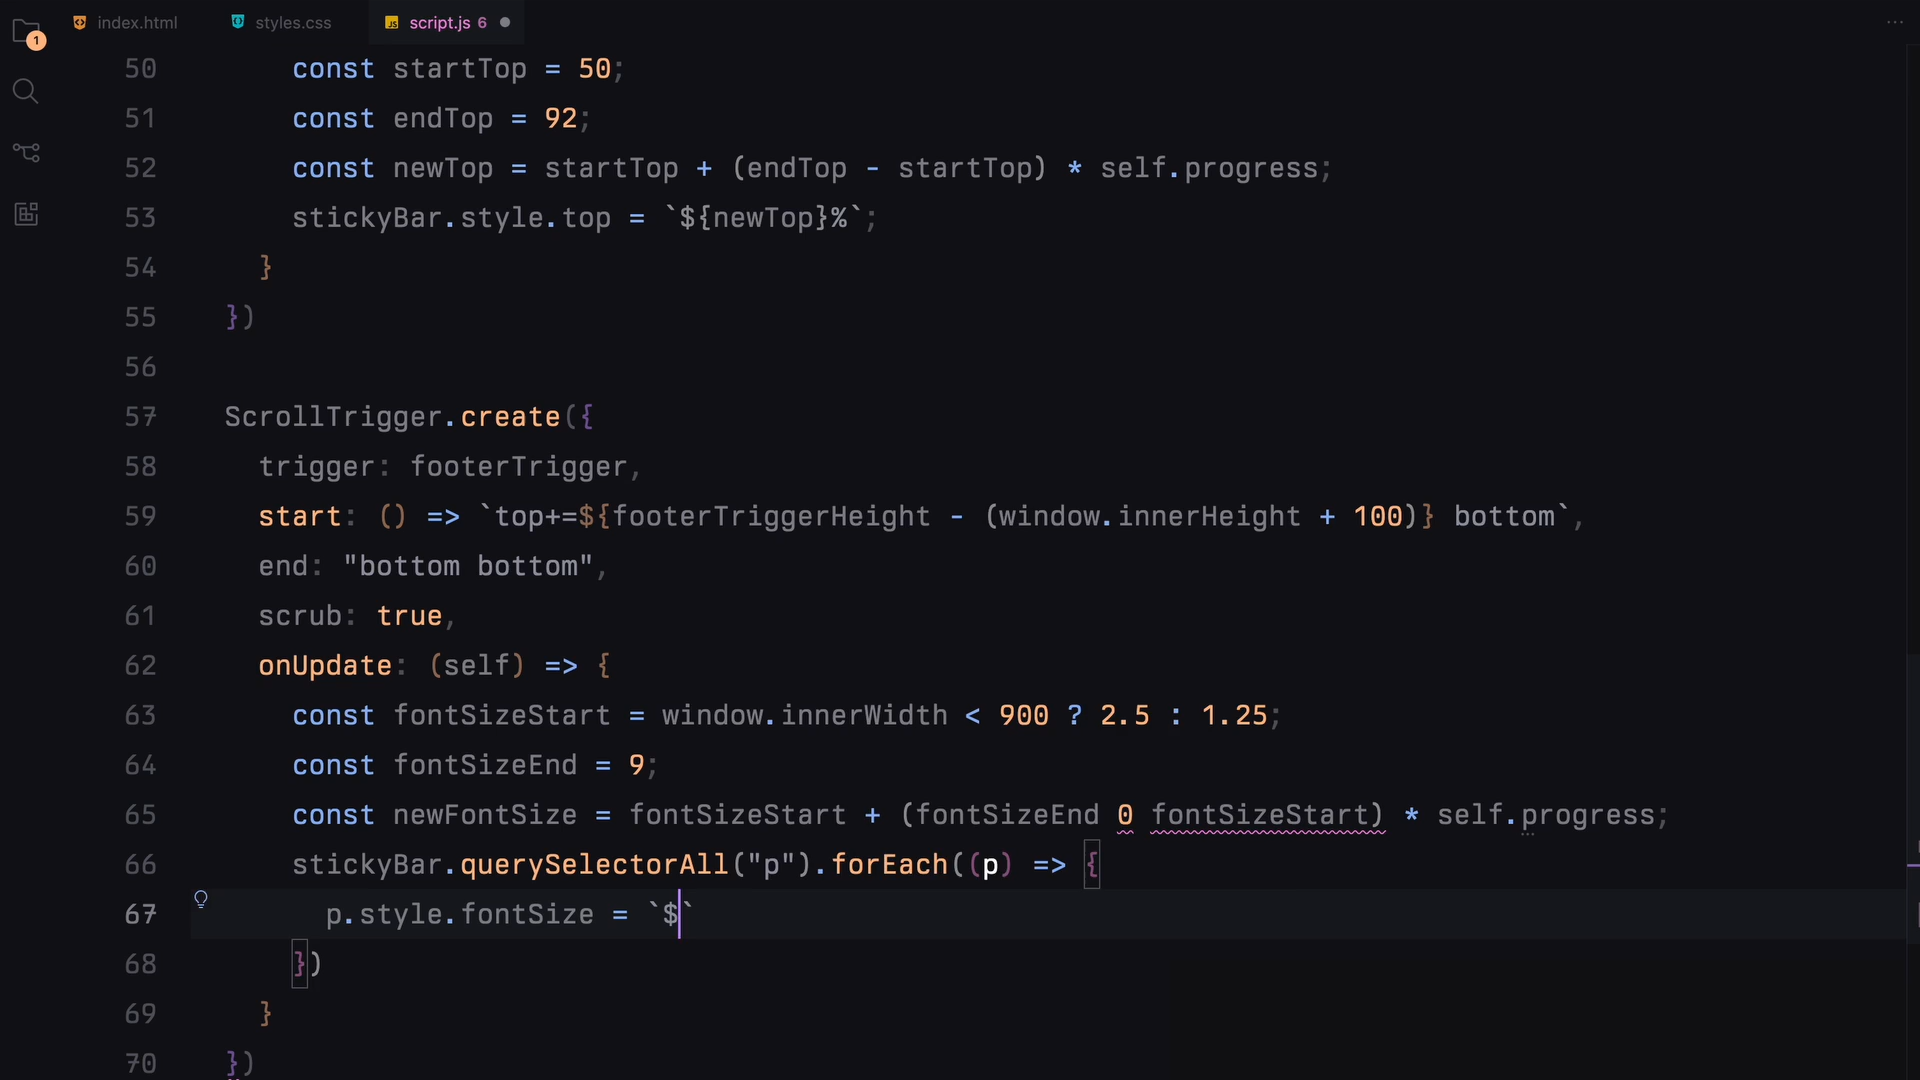 index.html styles.css script.js 6
1
50 const startTop = 50;
51 const endTop = 92;
52 const newTop = startTop + (endTop - startTop) * self.progress;
53 stickyBar.style.top = `${newTop}%`;
54 }
55 })
56
57 ScrollTrigger.create({
58 trigger: footerTrigger,
59 start: () => `top+=${footerTriggerHeight - (window.innerHeight + 100)} bottom`,
60 end: "bottom bottom",
61 scrub: true,
62 onUpdate: (self) => {
63 const fontSizeStart = window.innerWidth < 900 ? 2.5 : 1.25;
64 const fontSizeEnd = 9;
65 const newFontSize = fontSizeStart + (fontSizeEnd 0 fontSizeStart) * self.progress;
66 stickyBar.querySelectorAll("p").forEach((p) => {
67 p.style.fontSize = `$`
68 })
69 }
70 })